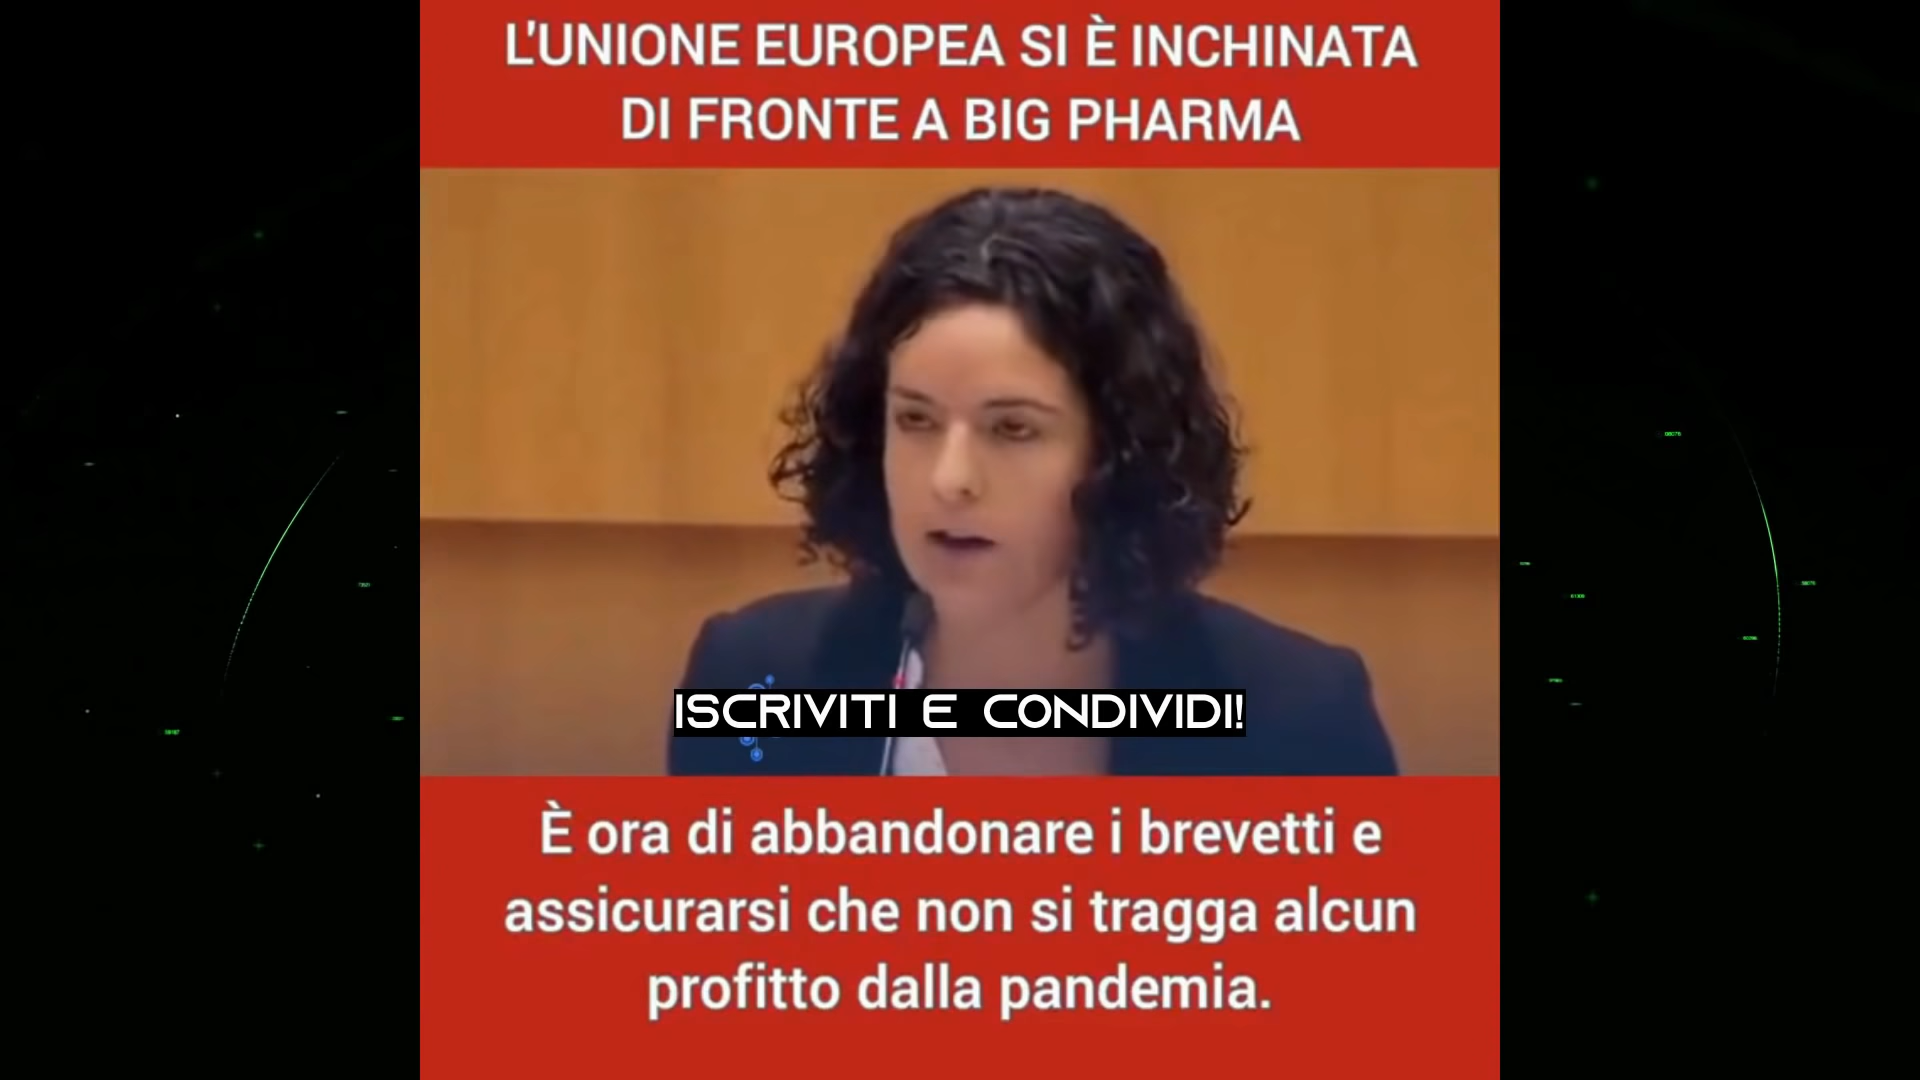 L'UNIONE EUROPEA SI È INCHINATA
DI FRONTE A BIG PHARMA
ISCRIVITI E CONDIVIDI!
È ora di abbandonare i brevetti e
assicurarsi che non si tragga alcun
profitto dalla pandemia.